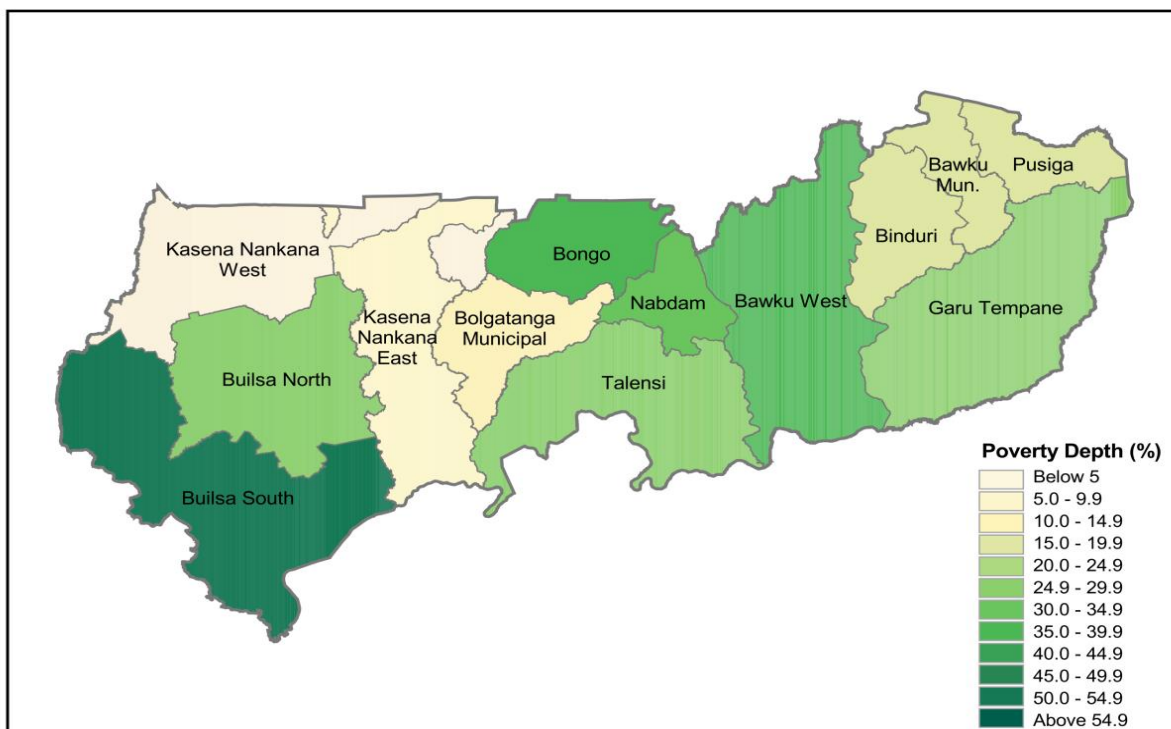 Bawku
Mun.
Pusiga
Binduri
Kasena Nankana
West
Bongo
Nabdam
Bawku West
Garu Tempane
Kasena
Nankana
East
Bolgatanga
Municipal
Builsa North
Talensi
Builsa South
Poverty Depth (%)
Below 5
5.0 - 9.9
10.0 - 14.9
15.0 - 19.9
20.0 - 24.9
24.9 - 29.9
30.0 - 34.9
35.0 - 39.9
40.0 - 44.9
45.0 - 49.9
50.0 - 54.9
Above 54.9